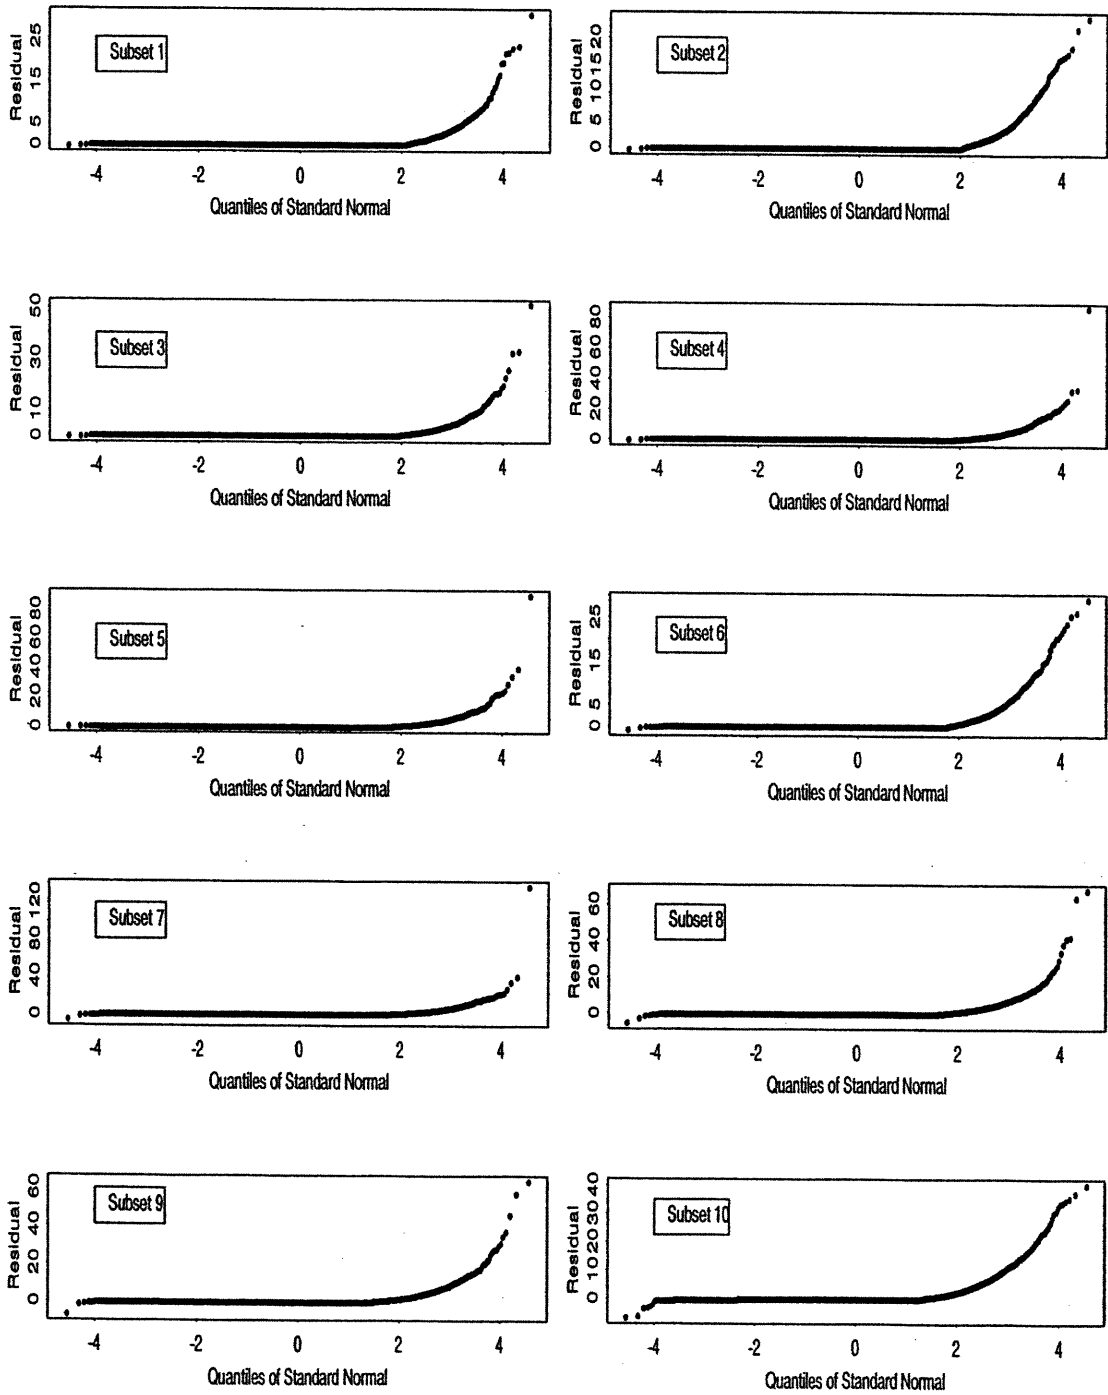 Residual
0 5 15 25
Subset 1
-4 -2 0 2 4
Quantiles of Standard Normal
Residual
0 5 10 15 20
Subset 2
-4 -2 0 2 4
Quantiles of Standard Normal
Residual
0 10 30 50
Subset 3
-4 -2 0 2 4
Quantiles of Standard Normal
Residual
0 20 40 60 80
Subset 4
-4 -2 0 2 4
Quantiles of Standard Normal
Residual
0 20 40 60 80
Subset 5
-4 -2 0 2 4
Quantiles of Standard Normal
Residual
0 5 15 25
Subset 6
-4 -2 0 2 4
Quantiles of Standard Normal
Residual
0 40 80 120
Subset 7
-4 -2 0 2 4
Quantiles of Standard Normal
Residual
0 20 40 60
Subset 8
-4 -2 0 2 4
Quantiles of Standard Normal
Residual
0 20 40 60
Subset 9
-4 -2 0 2 4
Quantiles of Standard Normal
Residual
0 10 20 30 40
Subset 10
-4 -2 0 2 4
Quantiles of Standard Normal